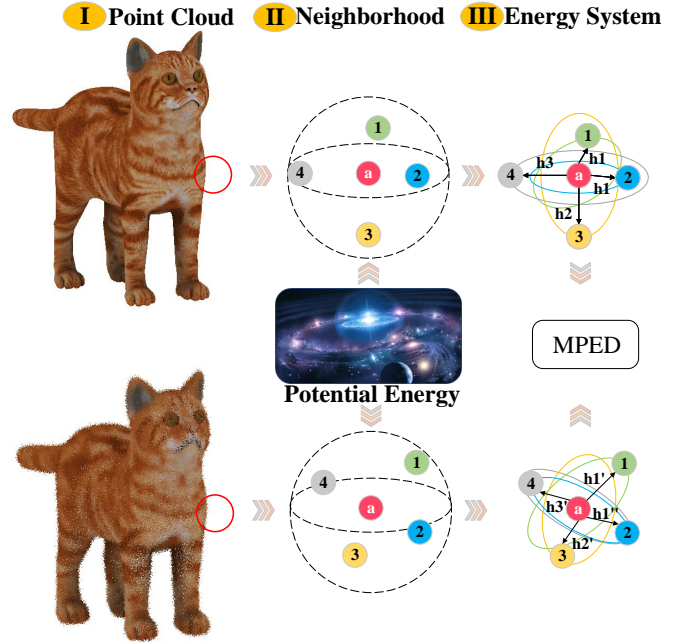 I Point Cloud
II Neighborhood
III Energy System
1
4
a
2
3
1
h3
h1
4
a
2
h1
h2
3
MPED
Potential Energy
1
4
a
2
3
1
4
h1'
h3'
a
h1''
2
h2'
3